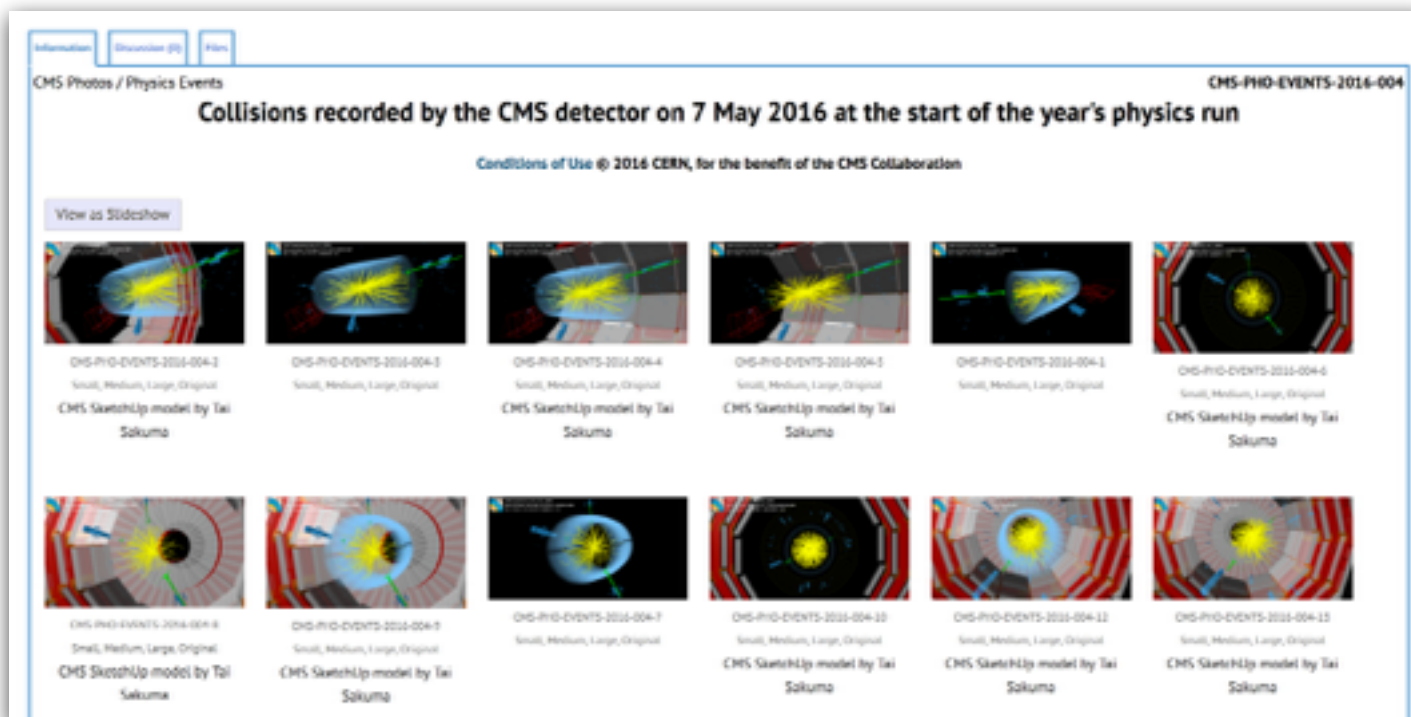 Information Discussion (0) Files
CMS Photos / Physics Events CMS-PHO-EVENTS-2016-004
Collisions recorded by the CMS detector on 7 May 2016 at the start of the year's physics run
Conditions of Use © 2016 CERN, for the benefit of the CMS Collaboration
View as Slideshow
CMS-PHO-EVENTS-2016-004-2
Small, Medium, Large, Original
CMS SketchUp model by Tai
Sakuma
CMS-PHO-EVENTS-2016-004-3
Small, Medium, Large, Original
CMS-PHO-EVENTS-2016-004-4
Small, Medium, Large, Original
CMS SketchUp model by Tai
Sakuma
CMS-PHO-EVENTS-2016-004-5
Small, Medium, Large, Original
CMS SketchUp model by Tai
Sakuma
CMS-PHO-EVENTS-2016-004-1
Small, Medium, Large, Original
CMS-PHO-EVENTS-2016-004-6
Small, Medium, Large, Original
CMS SketchUp model by Tai
Sakuma
CMS-PHO-EVENTS-2016-004-8
Small, Medium, Large, Original
CMS SketchUp model by Tai
Sakuma
CMS-PHO-EVENTS-2016-004-9
Small, Medium, Large, Original
CMS SketchUp model by Tai
Sakuma
CMS-PHO-EVENTS-2016-004-7
Small, Medium, Large, Original
CMS-PHO-EVENTS-2016-004-10
Small, Medium, Large, Original
CMS SketchUp model by Tai
Sakuma
CMS-PHO-EVENTS-2016-004-12
Small, Medium, Large, Original
CMS SketchUp model by Tai
Sakuma
Small, Medium, Large, Original
CMS SketchUp model by Tai
Sakuma